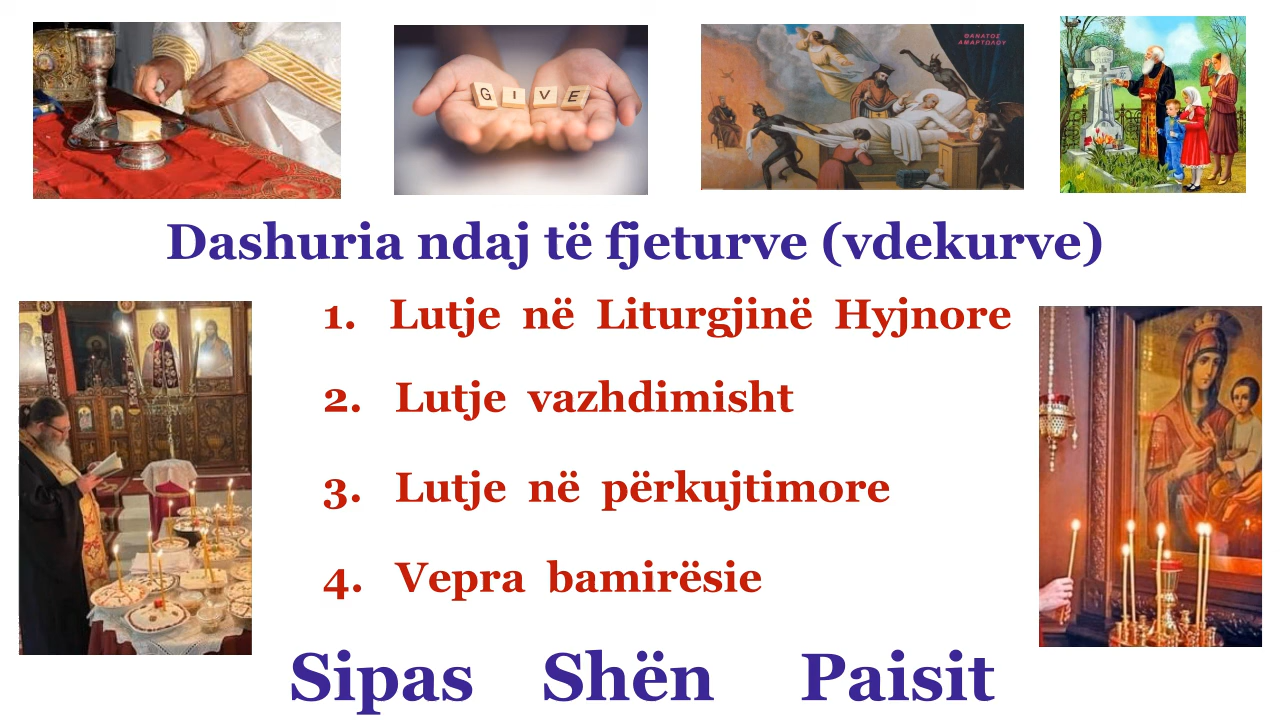 GIVE
ΘΑΝΑΤΟΣ
ΑΜΑΡΤΩΛΟΥ
Dashuria ndaj të fjeturve (vdekurve)
1. Lutje në Liturgjinë Hyjnore
2. Lutje vazhdimisht
3. Lutje në përkujtimore
4. Vepra bamirësie
Sipas Shën Paisit